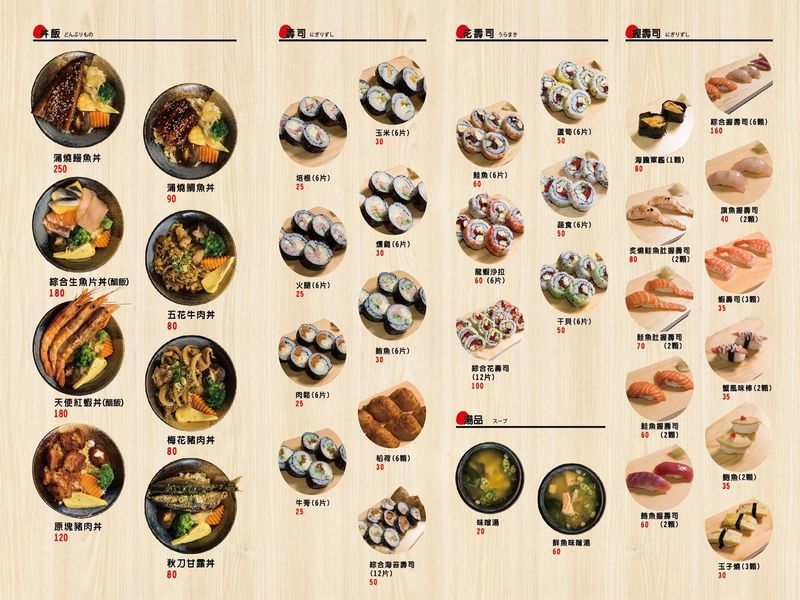 丼飯 どんぶりもの
蒲燒鰻魚丼
250
蒲燒鯛魚丼
90
綜合生魚片丼(醋飯)
180
五花牛肉丼
80
天使紅蝦丼(醋飯)
180
梅花豬肉丼
80
原塊豬肉丼
120
秋刀甘露丼
80
壽司 にぎりずし
玉米(6片)
30
培根(6片)
25
燻雞(6片)
30
火腿(6片)
25
鮪魚(6片)
30
肉鬆(6片)
25
稻荷(6顆)
30
牛蒡(6片)
25
綜合海苔壽司
(12片)
50
花壽司 うらまき
蘆筍(6片)
50
鮭魚(6片)
60
蔬食(6片)
50
龍蝦沙拉
60 (6片)
干貝(6片)
50
綜合花壽司
(12片)
100
湯品 スープ
味噌湯
20
鮮魚味噌湯
60
握壽司 にぎりずし
綜合握壽司(6顆)
160
海膽軍艦(1顆)
80
旗魚握壽司
40 (2顆)
炙燒鮭魚肚握壽司
80 (2顆)
蝦壽司(3顆)
35
鮭魚肚握壽司
70 (2顆)
蟹風味棒(2顆)
35
鮭魚握壽司
60 (2顆)
鮑魚(2顆)
35
鮪魚握壽司
60 (2顆)
玉子燒(3顆)
30